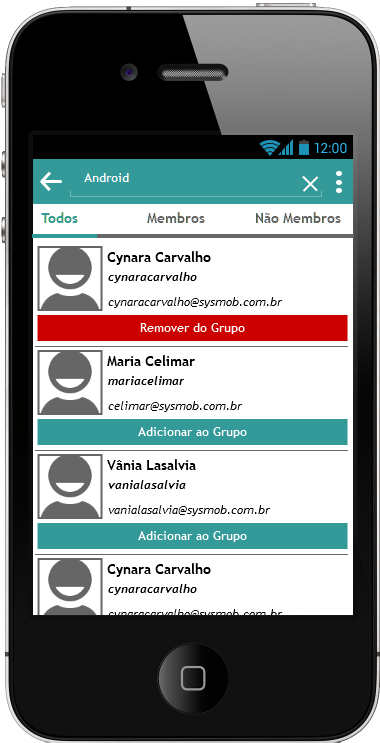 12:00
Android
Todos Membros Não Membros
Cynara Carvalho
cynaracarvalho
cynaracarvalho@sysmob.com.br
Remover do Grupo
Maria Celimar
mariacelimar
celimar@sysmob.com.br
Adicionar ao Grupo
Vânia Lasalvia
vanialasalvia
vanialasalvia@sysmob.com.br
Adicionar ao Grupo
Cynara Carvalho
cynaracarvalho
cynaracarvalho@sysmob.com.br